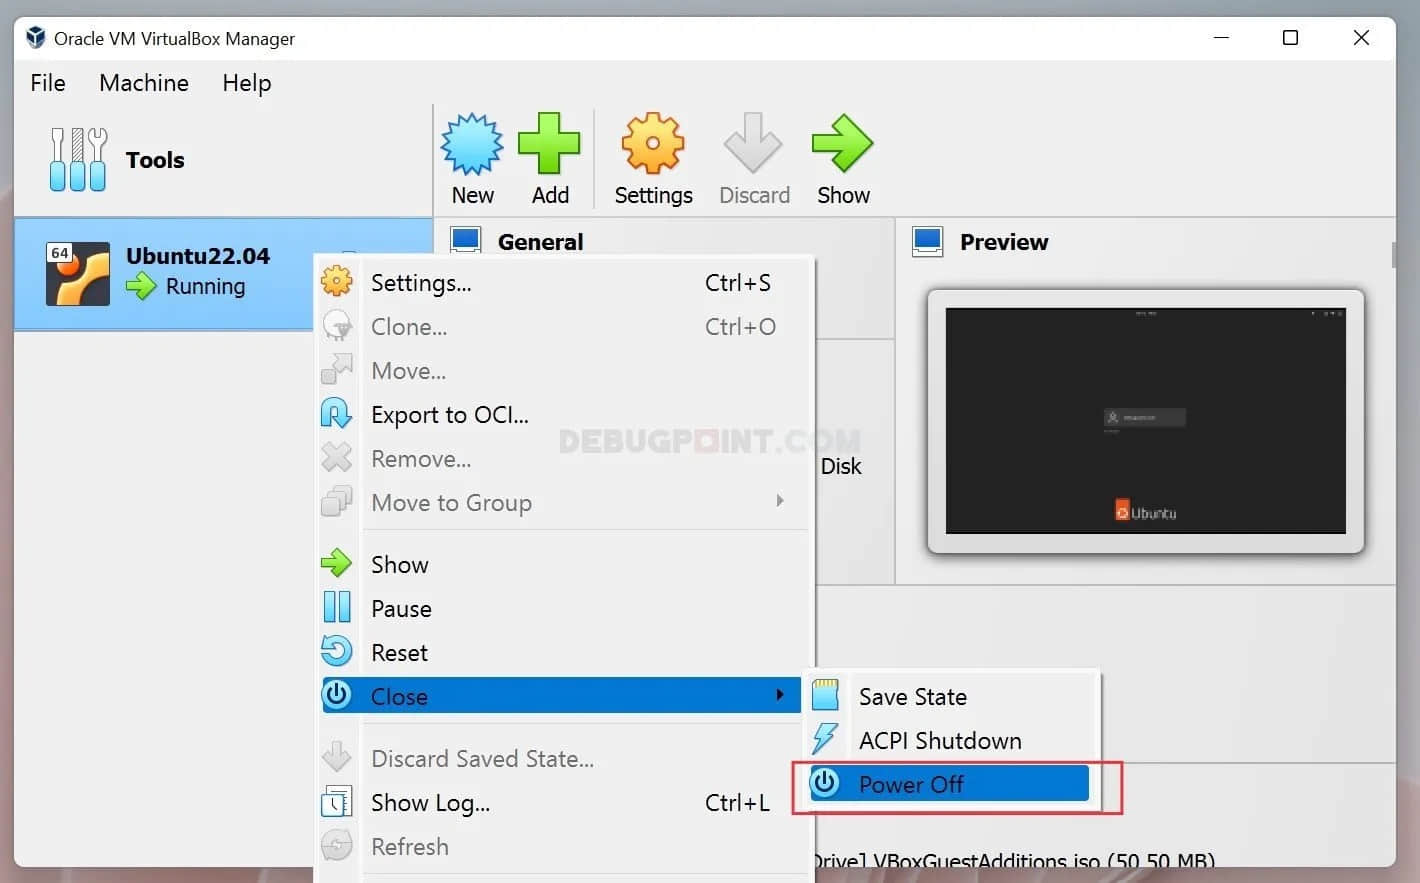 Oracle VM VirtualBox Manager
File Machine Help
Tools
New Add Settings Discard Show
64
Ubuntu22.04
Running
General
Preview
Settings... Ctrl+S
Clone... Ctrl+O
Move...
Export to OCI...
Remove...
Move to Group
DEBUGPOINT.COM
Disk
Ubuntu
Show
Pause
Reset
Close
Save State
ACPI Shutdown
Power Off
Discard Saved State...
Show Log... Ctrl+L
Refresh
Drive] VBoxGuestAdditions.iso (50.50 MB)